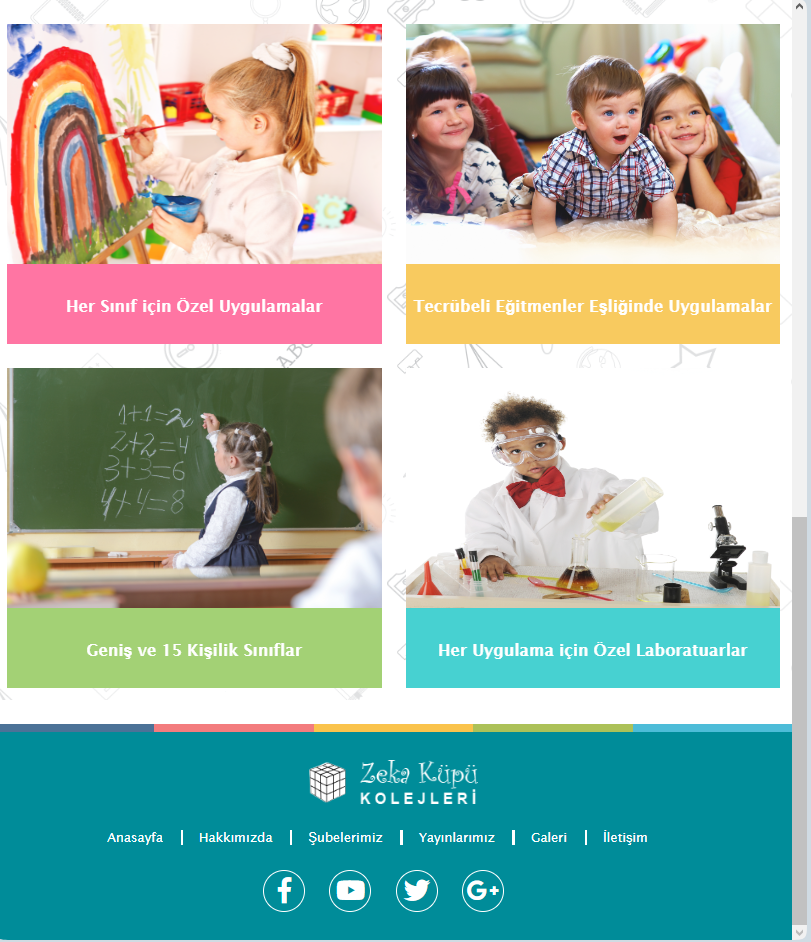 Her Sınıf için Özel Uygulamalar
Tecrübeli Eğitmenler Eşliğinde Uygulamalar
ABC
1+1=2
2+2=4
3+3=6
4+4=8
Geniş ve 15 Kişilik Sınıflar
Her Uygulama için Özel Laboratuarlar
Zeka Küpü
KOLEJLERİ
Anasayfa | Hakkımızda | Şubelerimiz | Yayınlarımız | Galeri | İletişim
f
G+